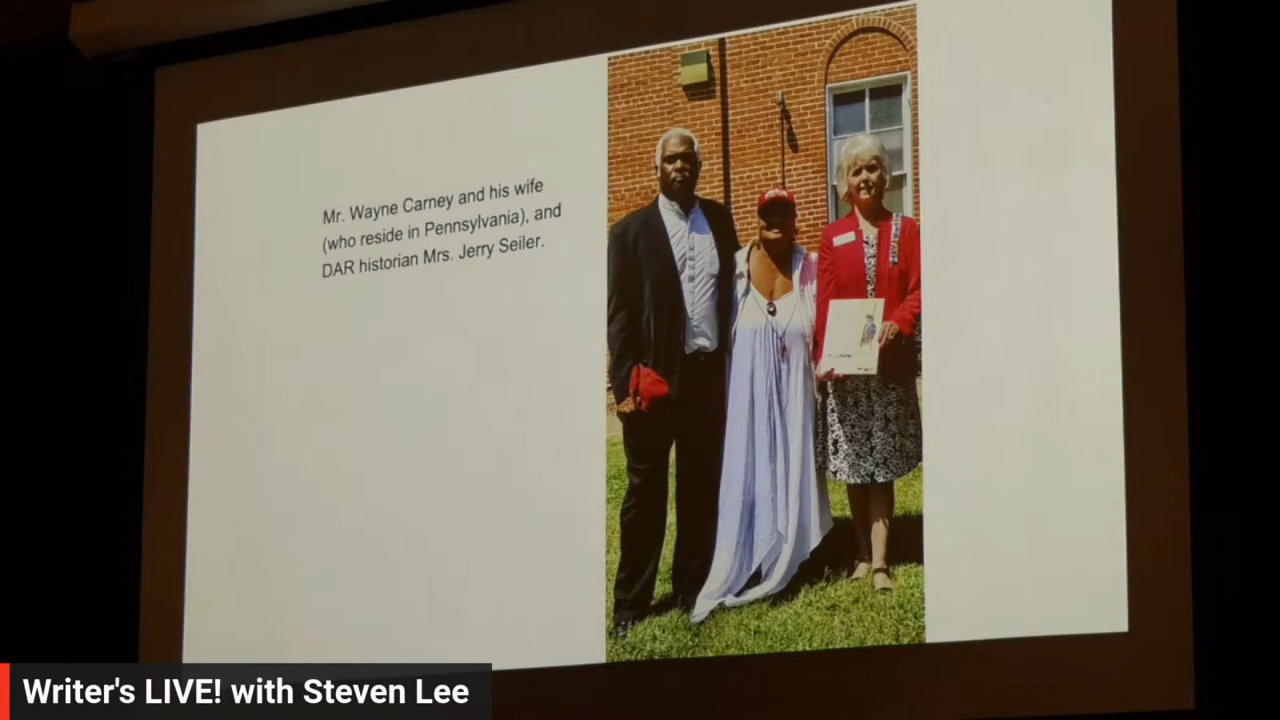 Mr. Wayne Carney and his wife
(who reside in Pennsylvania), and
DAR historian Mrs. Jerry Seiler.
Writer's LIVE! with Steven Lee